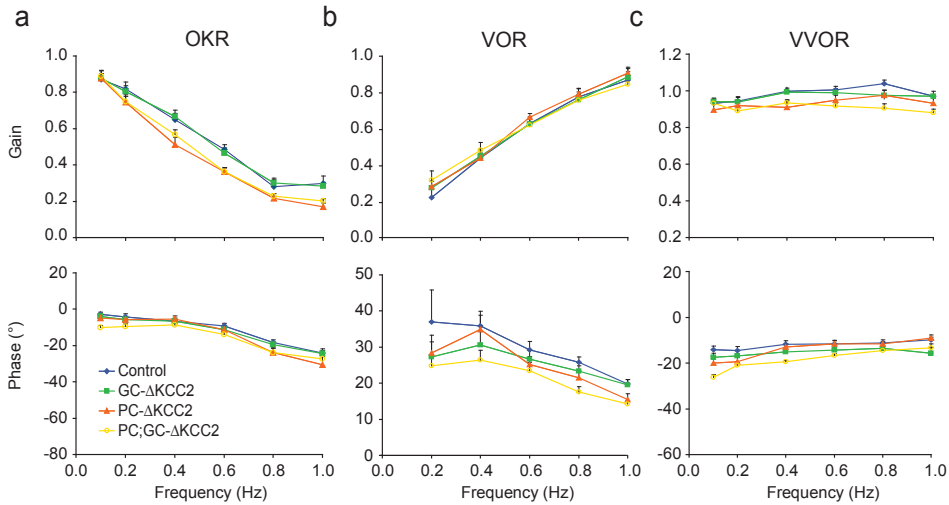 a
b
c
OKR
VOR
VVOR
Gain
1.0
0.8
0.6
0.4
0.2
0.0
1.0
0.8
0.6
0.4
0.2
0.0
1.2
1.0
0.8
0.6
0.4
0.2
Phase (°)
20
0
-20
-40
-60
-80
Control
GC-ΔKCC2
PC-ΔKCC2
PC;GC-ΔKCC2
50
40
30
20
10
0
20
0
-20
-40
-60
0.0 0.2 0.4 0.6 0.8 1.0
0.0 0.2 0.4 0.6 0.8 1.0
0.0 0.2 0.4 0.6 0.8 1.0
Frequency (Hz)
Frequency (Hz)
Frequency (Hz)